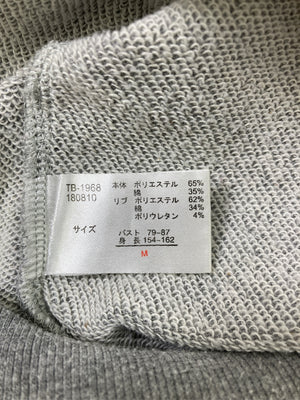 TB-1968 本体 ポリエステル 65%
180810 綿 35%
リブ ポリエステル 62%
綿 34%
ポリウレタン 4%
サイズ バスト 79-87
身 長 154-162
M